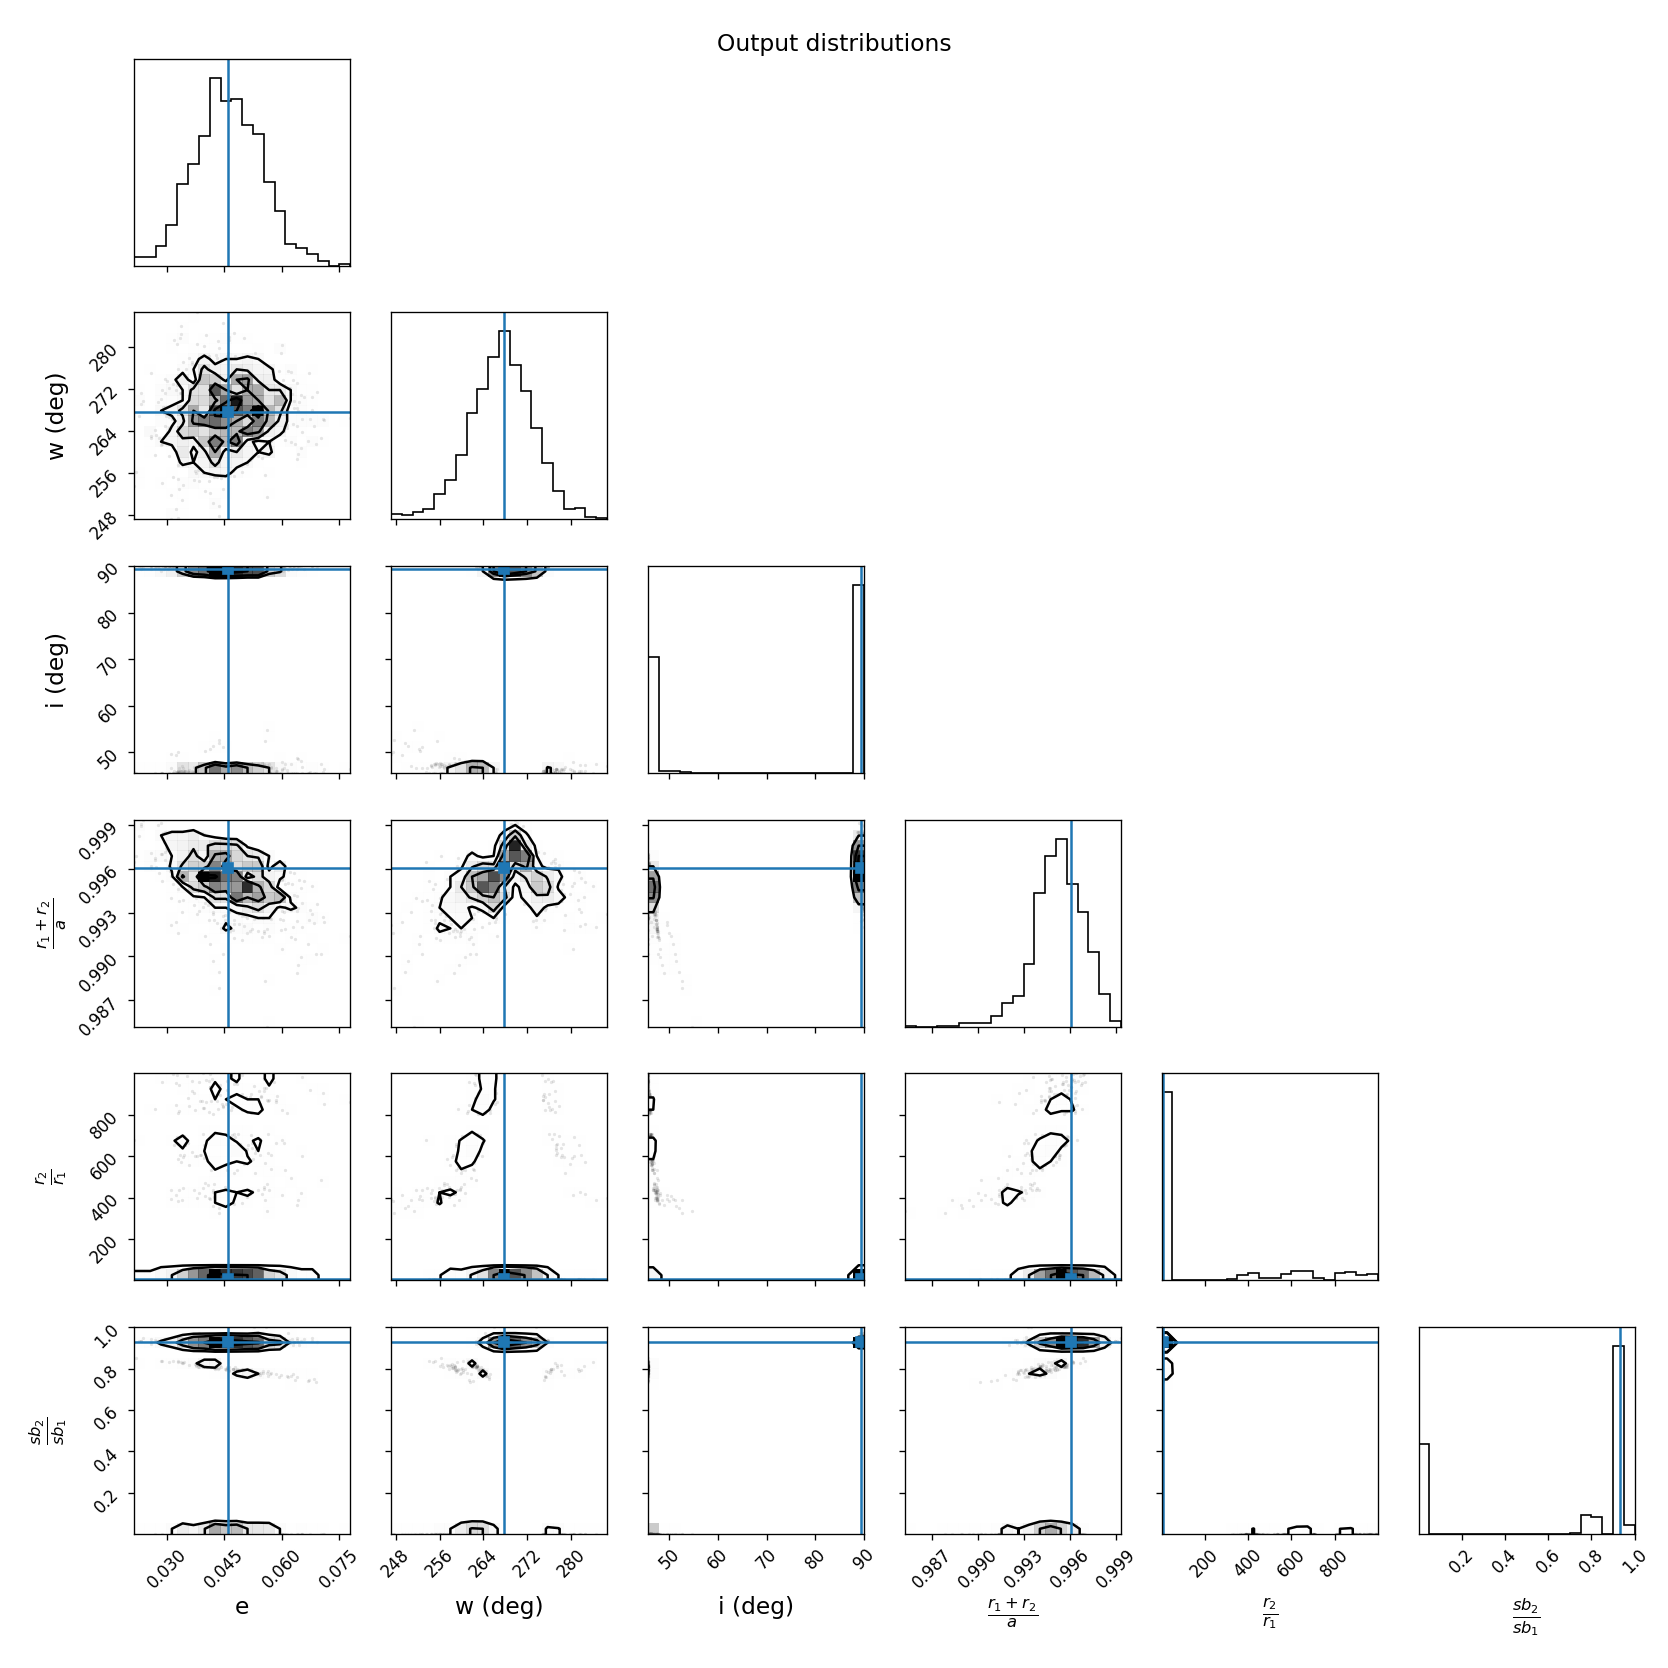 Output distributions
280
272
264
256
248
w (deg)
90
80
70
60
50
i (deg)
0.999
0.996
0.993
0.990
0.987
r₁ + r₂
a
800
600
400
200
r₂
r₁
1.0
0.8
0.6
0.4
0.2
sb₂
sb₁
0.030 0.045 0.060 0.075 248 256 264 272 280 50 60 70 80 90 0.987 0.990 0.993 0.996 0.999 200 400 600 800 0.2 0.4 0.6 0.8 1.0
e w (deg) i (deg) r₁ + r₂ r₂ sb₂
a r₁ sb₁